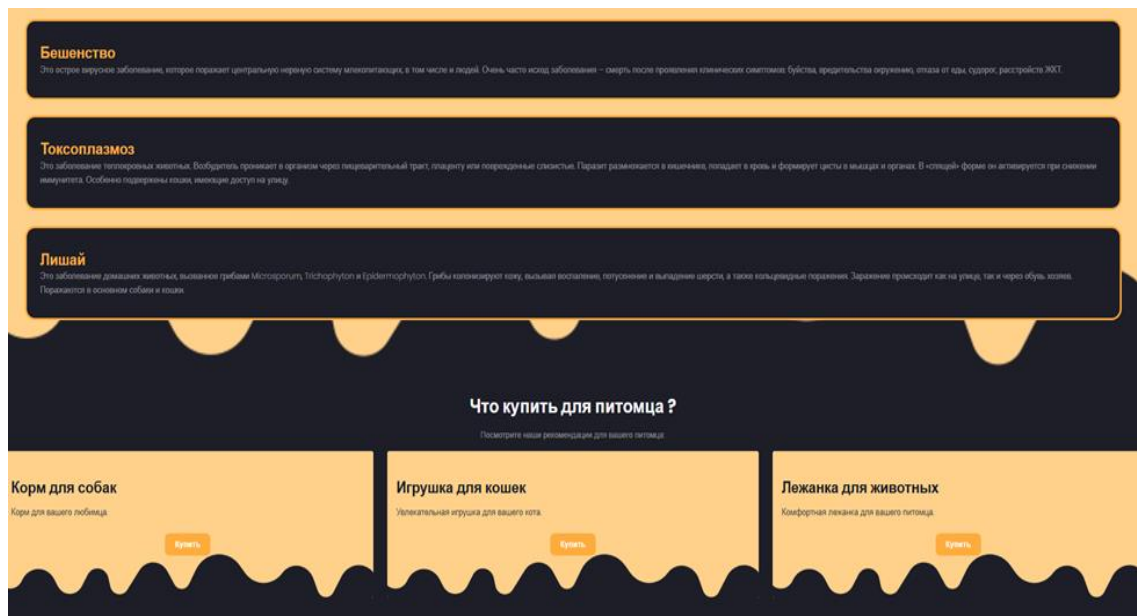 Бешенство
Это острое вирусное заболевание, которое поражает центральную нервную систему млекопитающих, в том числе и людей. Очень часто исход заболевания – смерть после проявления клинических симптомов: буйства, вредительства окружению, отказа от еды, судорог, расстройств ЖКТ.
Токсоплазмоз
Это заболевание теплокровных животных. Возбудитель проникает в организм через пищеварительный тракт, плаценту или поврежденные слизистые. Паразит размножается в кишечнике, попадает в кровь и формирует цисты в мышцах и органах. В «спящей» форме он активируется при снижении
иммунитета. Особенно подвержены кошки, имеющие доступ на улицу.
Лишай
Это заболевание домашних животных, вызванное грибами Microsporum, Trichophyton и Epidermophyton. Грибы колонизируют кожу, вызывая воспаление, потускнение и выпадение шерсти, а также кольцевидные поражения. Заражение происходит как на улице, так и через обувь хозяев.
Поражаются в основном собаки и кошки.
Что купить для питомца ?
Посмотрите наши рекомендации для вашего питомца:
Корм для собак
Корм для вашего любимца.
Купить
Игрушка для кошек
Увлекательная игрушка для вашего кота.
Купить
Лежанка для животных
Комфортная лежанка для вашего питомца.
Купить